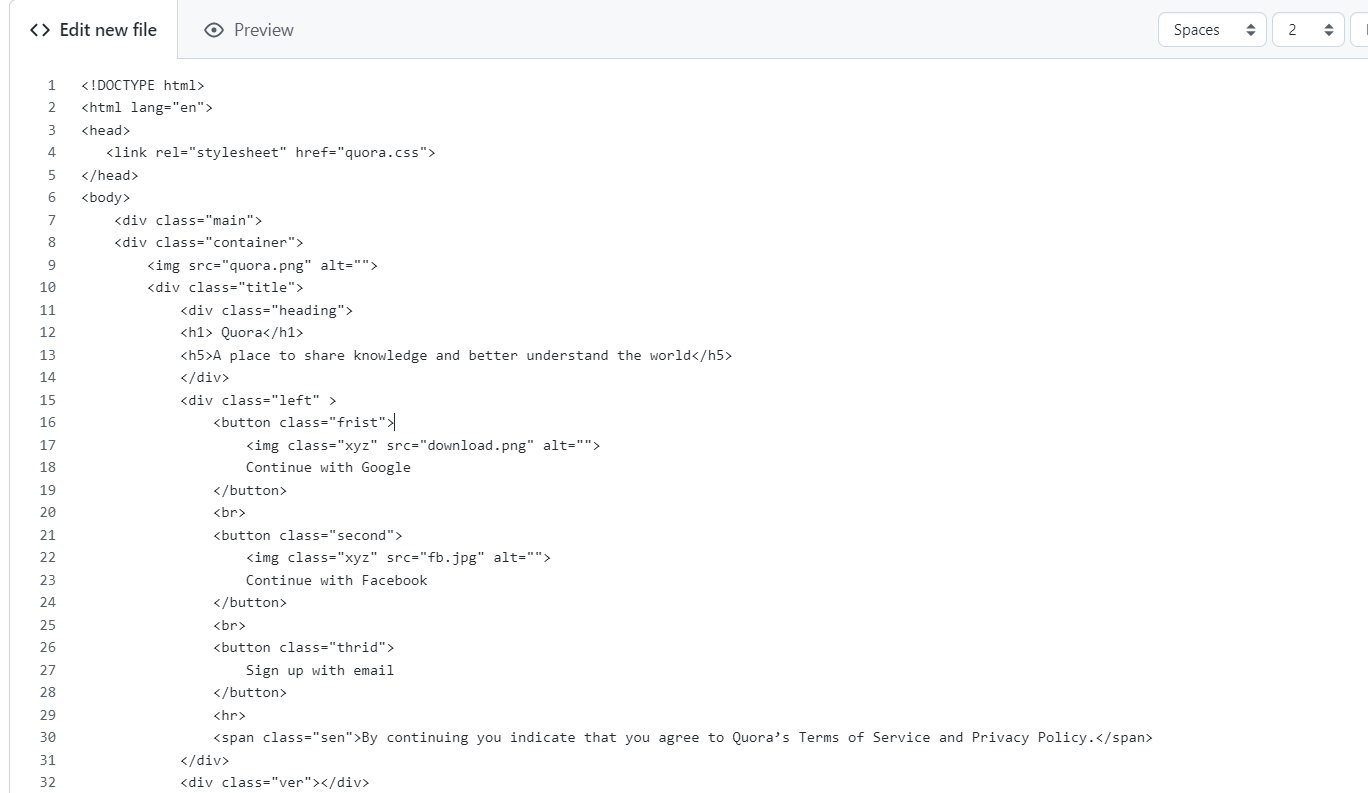 <> Edit new file
Preview
Spaces
2
1 <!DOCTYPE html>
2 <html lang="en">
3 <head>
4    <link rel="stylesheet" href="quora.css">
5 </head>
6 <body>
7     <div class="main">
8     <div class="container">
9         <img src="quora.png" alt="">
10         <div class="title">
11             <div class="heading">
12             <h1> Quora</h1>
13             <h5>A place to share knowledge and better understand the world</h5>
14             </div>
15             <div class="left" >
16                 <button class="frist">
17                     <img class="xyz" src="download.png" alt="">
18                     Continue with Google
19                 </button>
20                 <br>
21                 <button class="second">
22                     <img class="xyz" src="fb.jpg" alt="">
23                     Continue with Facebook
24                 </button>
25                 <br>
26                 <button class="thrid">
27                     Sign up with email
28                 </button>
29                 <hr>
30                 <span class="sen">By continuing you indicate that you agree to Quora’s Terms of Service and Privacy Policy.</span>
31             </div>
32             <div class="ver"></div>